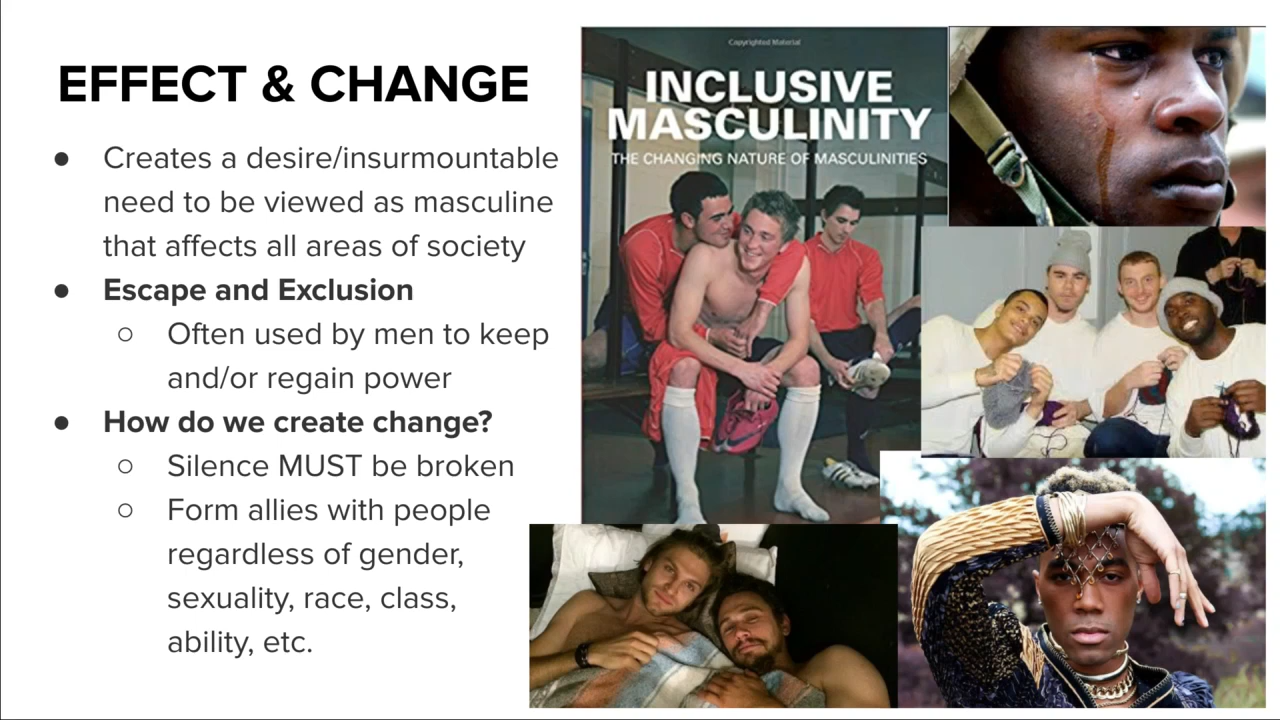 EFFECT & CHANGE
● Creates a desire/insurmountable
need to be viewed as masculine
that affects all areas of society
● Escape and Exclusion
○ Often used by men to keep
and/or regain power
● How do we create change?
○ Silence MUST be broken
○ Form allies with people
regardless of gender,
sexuality, race, class,
ability, etc.
Copyrighted Material
INCLUSIVE
MASCULINITY
THE CHANGING NATURE OF MASCULINITIES